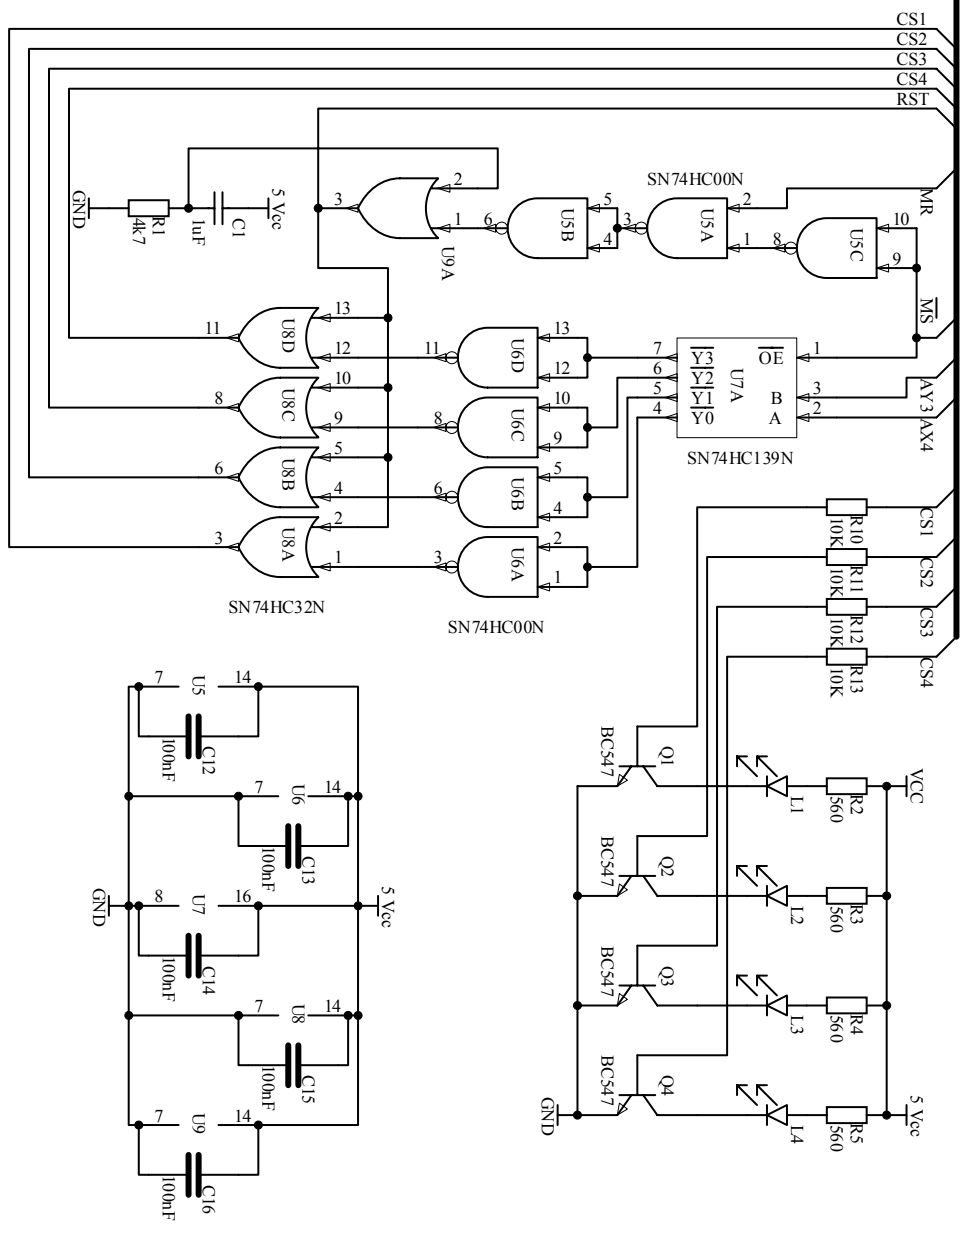 CS1
CS2
CS3
CS4
RST
SN74HC00N
MR
GND
R1
4k7
C1
1uF
5 Vcc
3
2
1
U9A
6
U5B
5
4
3
U5A
2
1
8
U5C
10
9
MS
11
U8D
13
12
11
U6D
13
12
7
Y3
6
Y2
5
Y1
4
Y0
U7A
OE
1
B
3
A
2
AY3
AX4
SN74HC139N
8
U8C
10
9
8
U6C
10
9
6
U8B
5
4
6
U6B
5
4
3
U8A
2
1
3
U6A
2
1
SN74HC32N
SN74HC00N
R10
10K
CS1
R11
10K
CS2
R12
10K
CS3
R13
10K
CS4
7
U5
14
C12
100nF
7
U6
14
C13
100nF
GND
8
U7
16
5 Vcc
C14
100nF
7
U8
14
C15
100nF
7
U9
14
C16
100nF
BC547
Q1
L1
R2
560
VCC
BC547
Q2
L2
R3
560
BC547
Q3
L3
R4
560
BC547
Q4
L4
R5
560
GND
5 Vcc